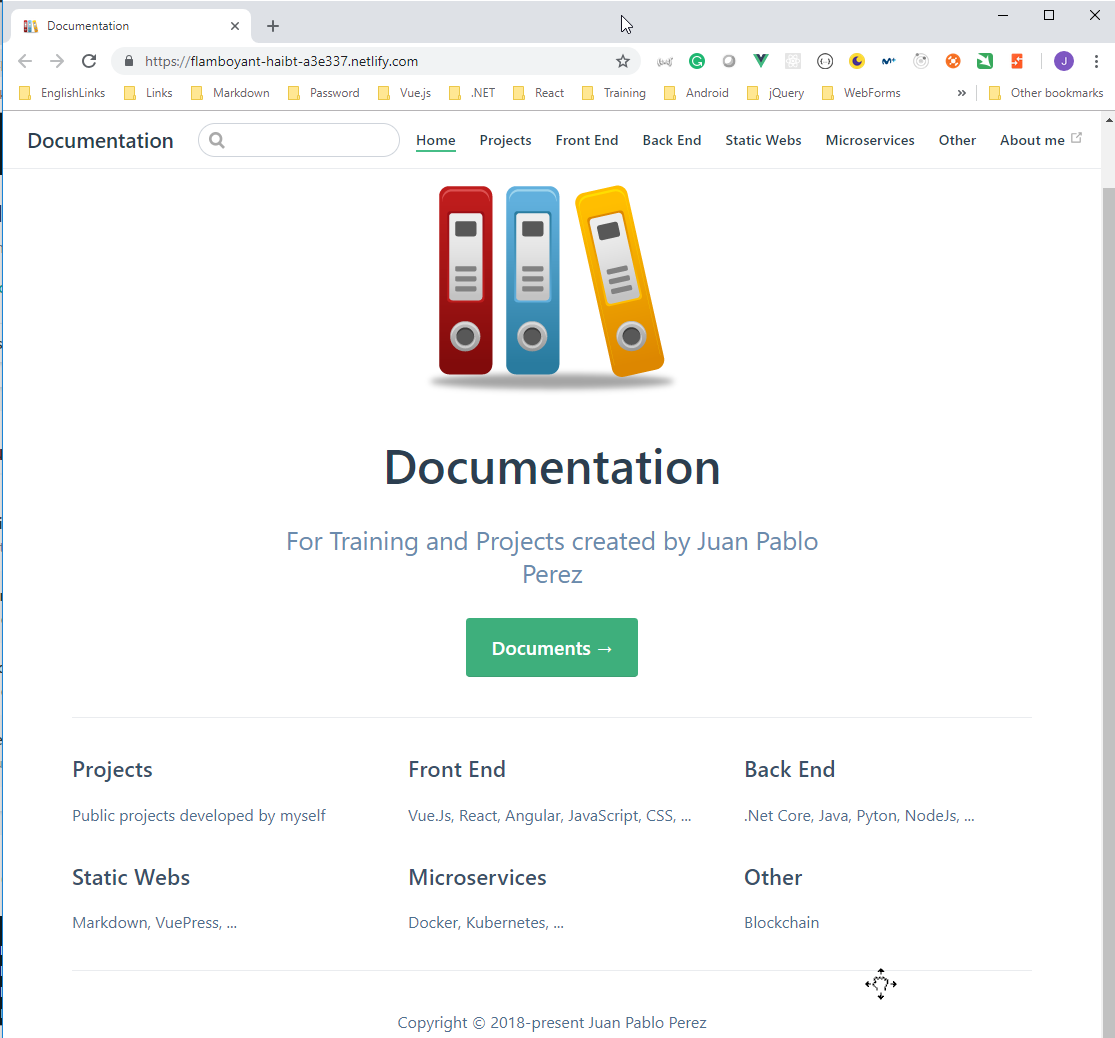 Documentation
https://flamboyant-haibt-a3e337.netlify.com
J
EnglishLinks Links Markdown Password Vue.js .NET React Training Android jQuery WebForms » Other bookmarks
Documentation Home Projects Front End Back End Static Webs Microservices Other About me
Documentation
For Training and Projects created by Juan Pablo
Perez
Documents →
Projects Front End Back End
Public projects developed by myself Vue.Js, React, Angular, JavaScript, CSS, ... .Net Core, Java, Pyton, NodeJs, ...
Static Webs Microservices Other
Markdown, VuePress, ... Docker, Kubernetes, ... Blockchain
Copyright © 2018-present Juan Pablo Perez